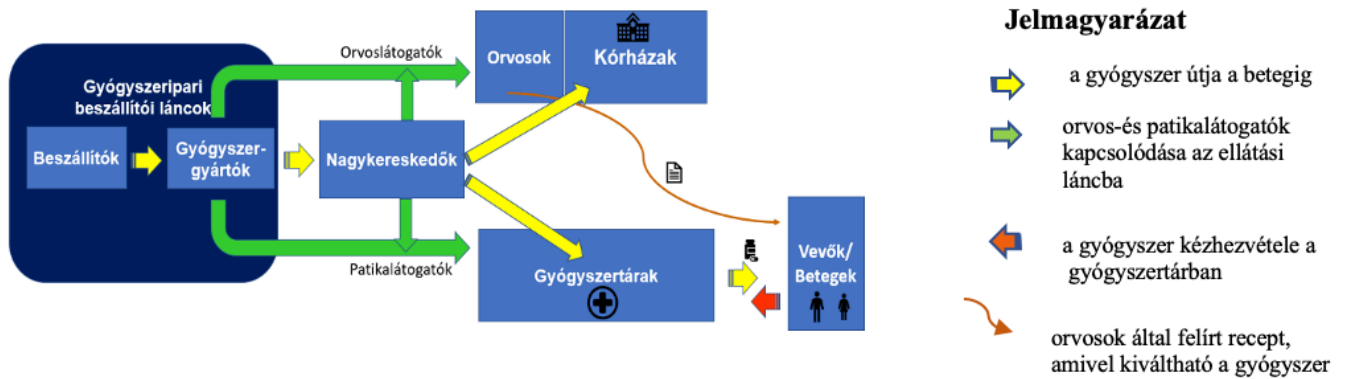 Orvoslátogatók
Orvosok
Kórházak
Gyógyszeripari
beszállítói láncok
Beszállítók
Gyógyszer-
gyártók
Nagykereskedők
Patikalátogatók
Gyógyszertárak
Vevők/
Betegek
Jelmagyarázat
a gyógyszer útja a betegig
orvos-és patikalátogatók
kapcsolódása az ellátási
láncba
a gyógyszer kézhezvétele a
gyógyszertárban
orvosok által felírt recept,
amivel kiváltható a gyógyszer